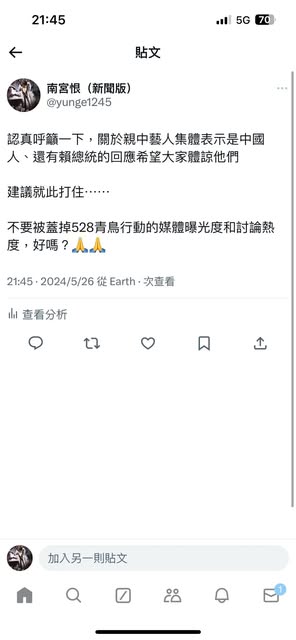 21:45
5G
70
貼文
南宮恨（新聞版）
@yunge1245
認真呼籲一下，關於親中藝人集體表示是中國
人、還有賴總統的回應希望大家體諒他們
建議就此打住⋯⋯
不要被蓋掉528青鳥行動的媒體曝光度和討論熱
度，好嗎？🙏🙏
21:45 · 2024/5/26 從 Earth · 次查看
查看分析
加入另一則貼文
1